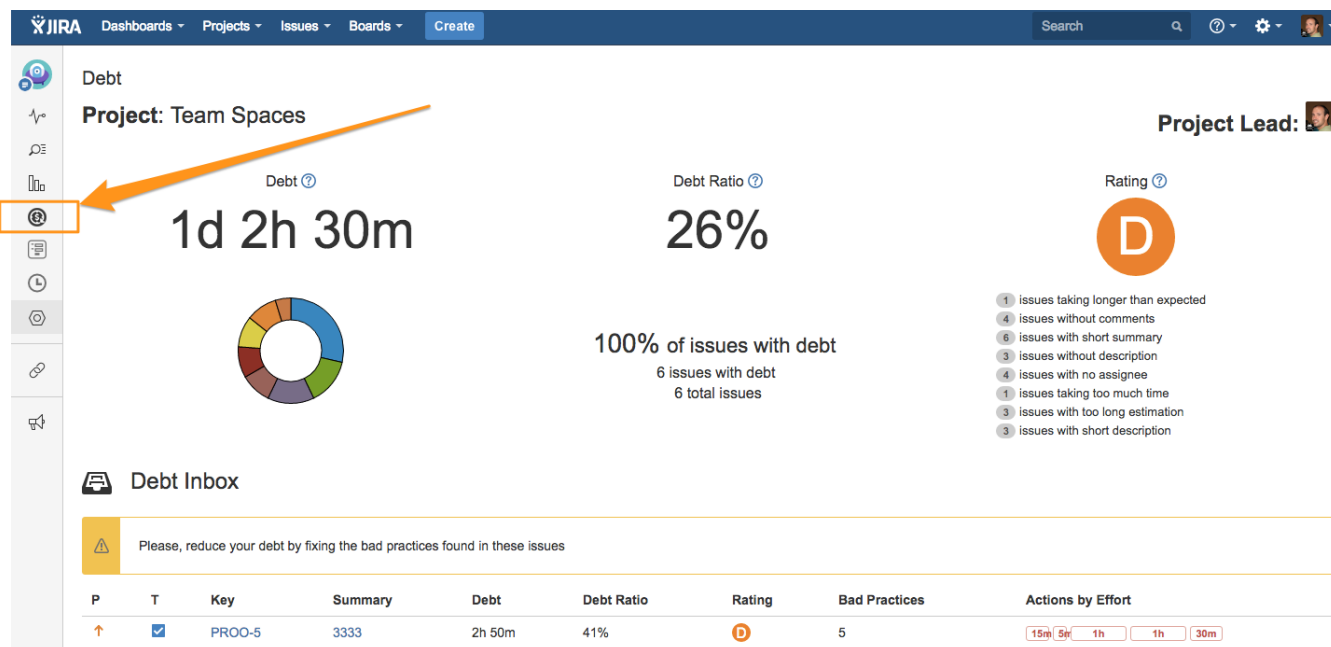 JIRA Dashboards Projects Issues Boards Create Search
Debt
Project: Team Spaces
Project Lead:
Debt
Debt Ratio
Rating
1d 2h 30m
26%
D
100% of issues with debt
6 issues with debt
6 total issues
1 issues taking longer than expected
4 issues without comments
6 issues with short summary
3 issues without description
4 issues with no assignee
1 issues taking too much time
3 issues with too long estimation
3 issues with short description
Debt Inbox
Please, reduce your debt by fixing the bad practices found in these issues
P T Key Summary Debt Debt Ratio Rating Bad Practices Actions by Effort
PROO-5 3333 2h 50m 41% D 5 15m 5m 1h 1h 30m